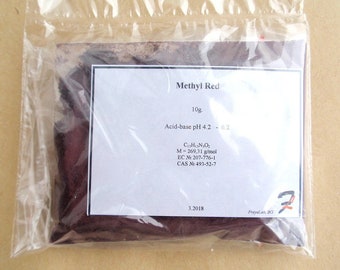 Methyl Red
10g
Acid-base pH 4.2 - 6.2
C₁₅H₁₅N₃O₂
M = 269,31 g/mol
EC № 207-776-1
CAS № 493-52-7
3.2018